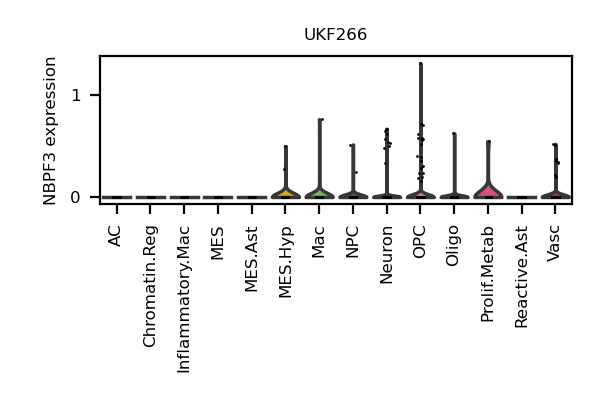 UKF266
NBPF3 expression
1
0
AC
Chromatin.Reg
Inflammatory.Mac
MES
MES.Ast
MES.Hyp
Mac
NPC
Neuron
OPC
Oligo
Prolif.Metab
Reactive.Ast
Vasc